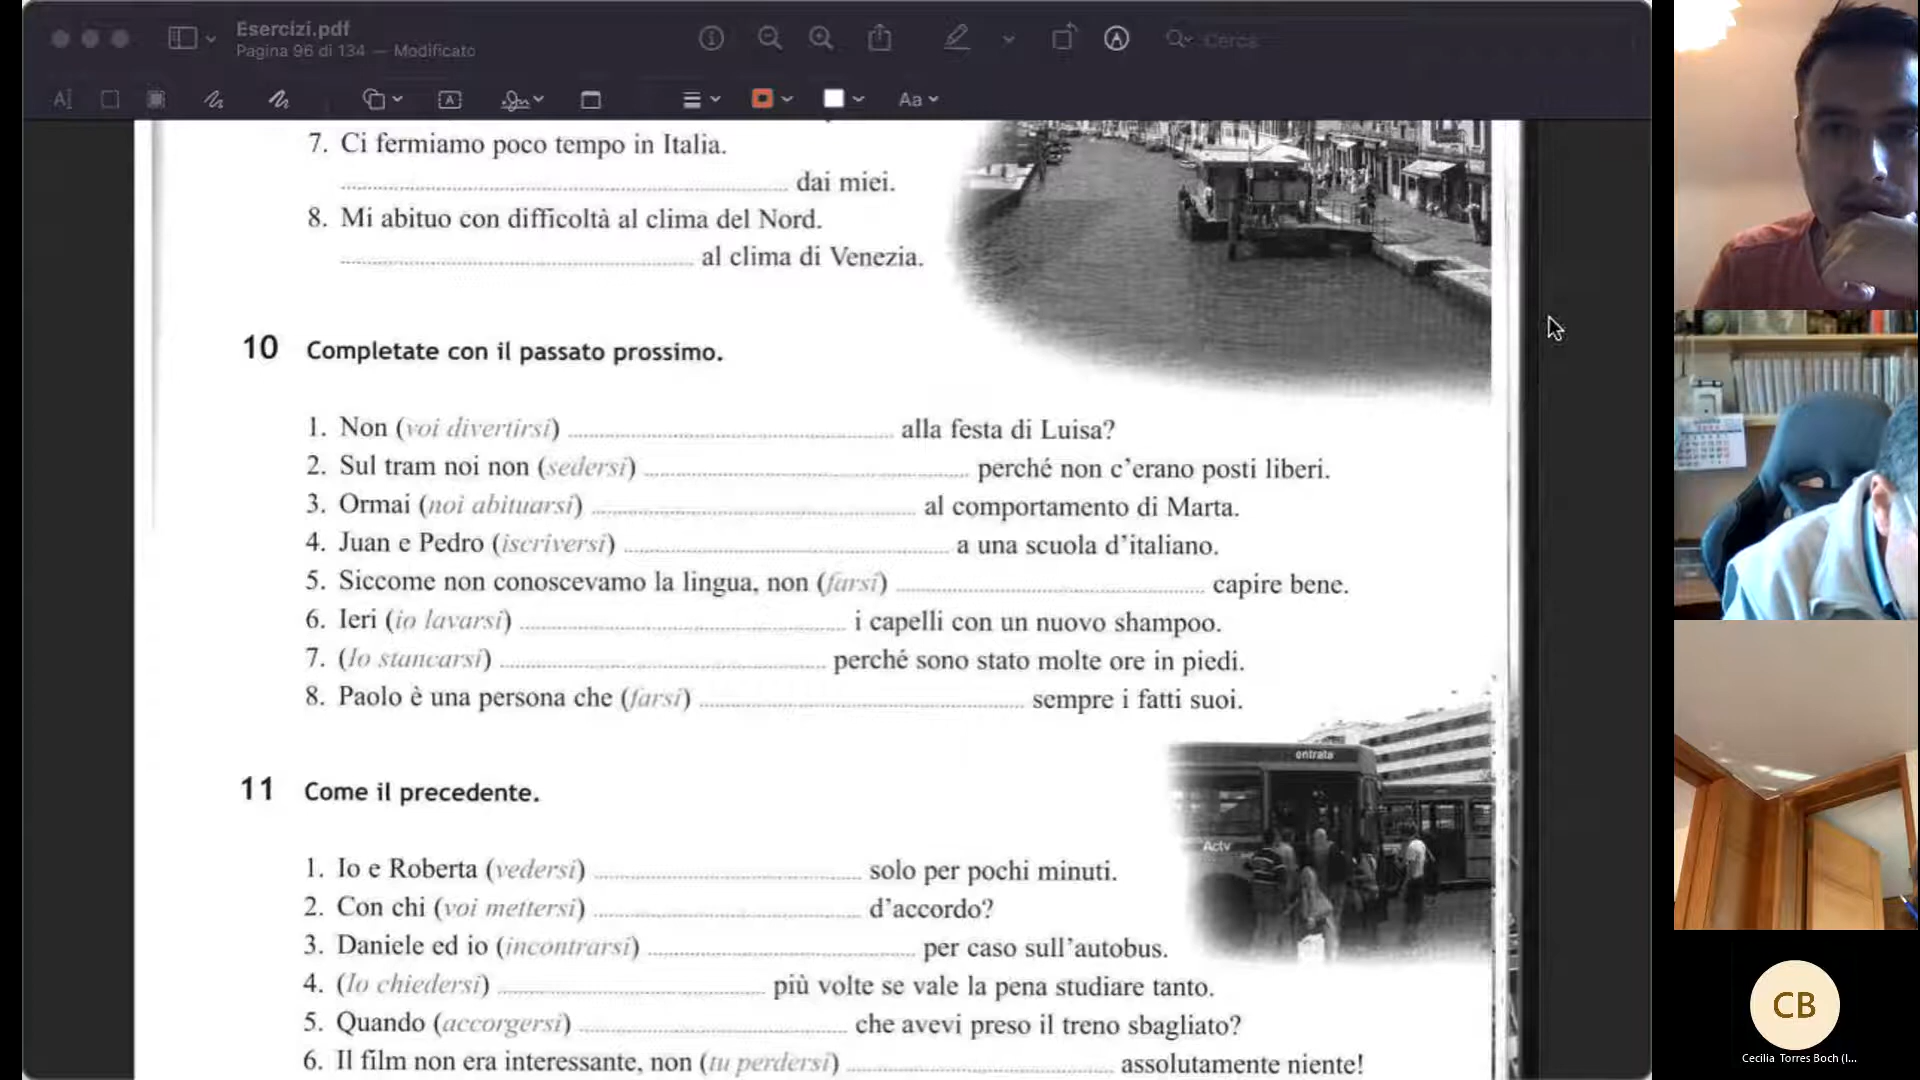 Esercizi.pdf
Pagina 96 di 134 — Modificato
Cerca
Aa
7. Ci fermiamo poco tempo in Italia.
dai miei.
8. Mi abituo con difficoltà al clima del Nord.
al clima di Venezia.
10 Completate con il passato prossimo.
1. Non (voi divertirsi) alla festa di Luisa?
2. Sul tram noi non (sedersi) perché non c'erano posti liberi.
3. Ormai (noi abituarsi) al comportamento di Marta.
4. Juan e Pedro (iscriversi) a una scuola d'italiano.
5. Siccome non conoscevamo la lingua, non (farsi) capire bene.
6. Ieri (io lavarsi) i capelli con un nuovo shampoo.
7. (Io stancarsi) perché sono stato molte ore in piedi.
8. Paolo è una persona che (farsi) sempre i fatti suoi.
entrata
Actv
11 Come il precedente.
1. Io e Roberta (vedersi) solo per pochi minuti.
2. Con chi (voi mettersi) d'accordo?
3. Daniele ed io (incontrarsi) per caso sull'autobus.
4. (Io chiedersi) più volte se vale la pena studiare tanto.
5. Quando (accorgersi) che avevi preso il treno sbagliato?
6. Il film non era interessante, non (tu perdersi) assolutamente niente!
CB
Cecilia Torres Boch (I...